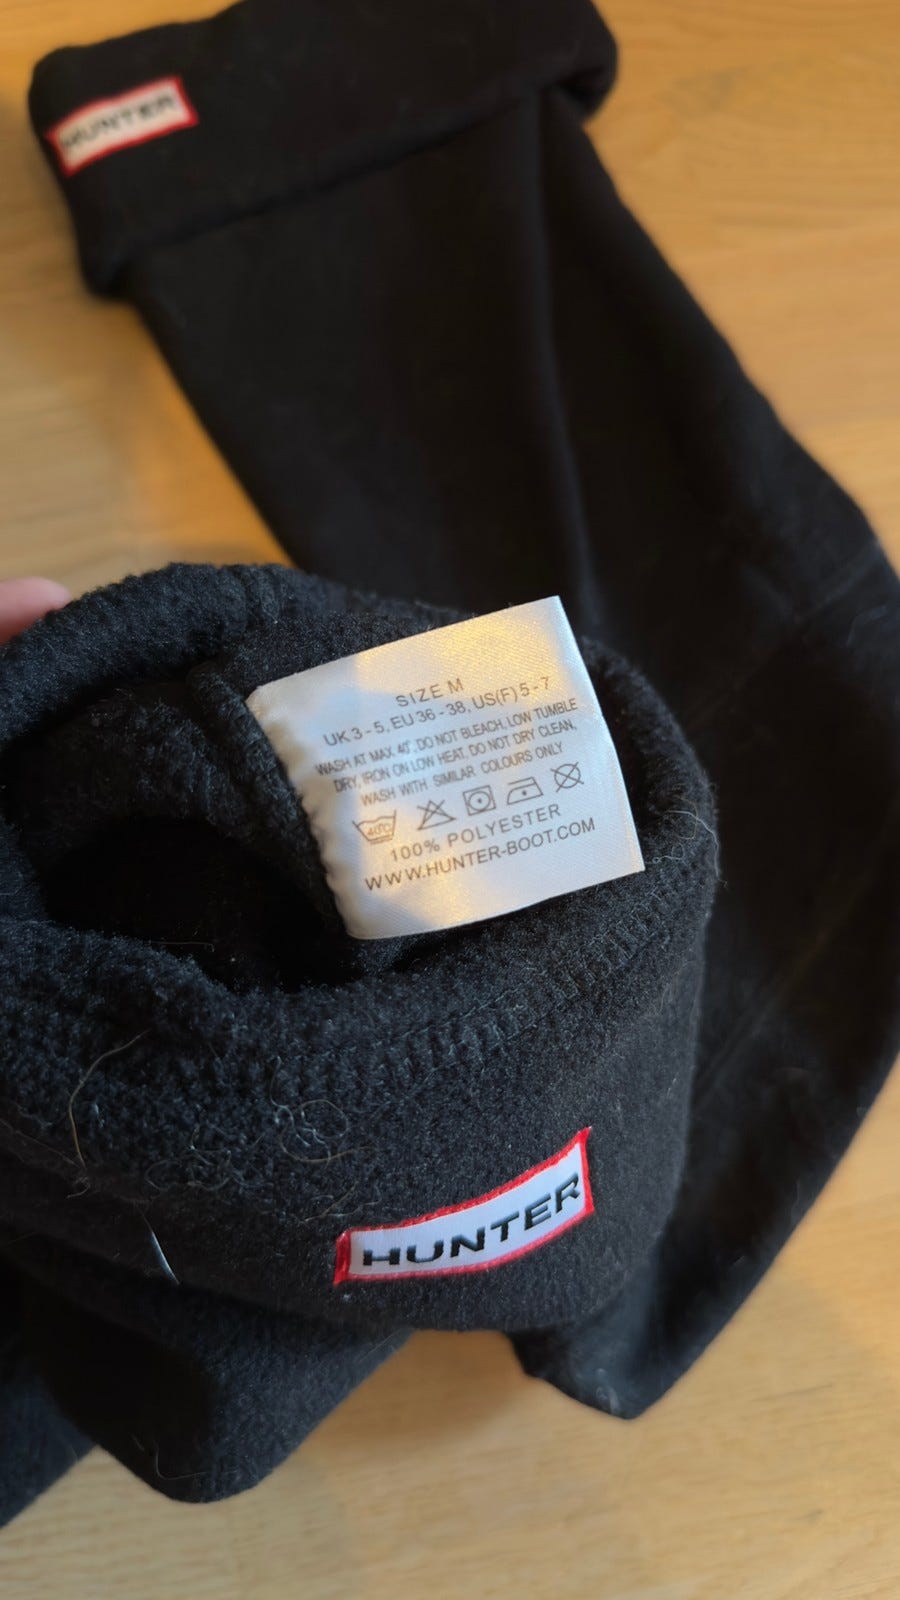 HUNTER
SIZE M
UK 3 - 5, EU 36 - 38, US(F) 5 - 7
WASH AT MAX 40°, DO NOT BLEACH, LOW TUMBLE
DRY, IRON ON LOW HEAT, DO NOT DRY CLEAN,
WASH WITH SIMILAR COLOURS ONLY
40°C
100% POLYESTER
WWW.HUNTER-BOOT.COM
HUNTER